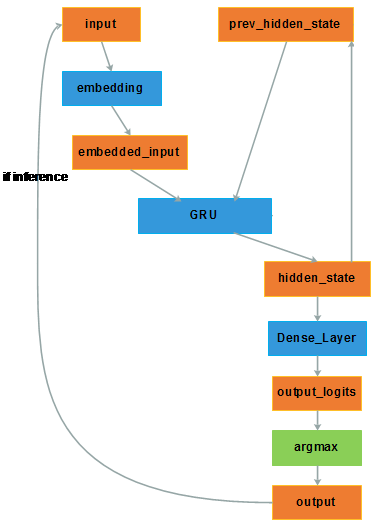 input
prev_hidden_state
embedding
embedded_input
if inference
GRU
hidden_state
Dense_Layer
output_logits
argmax
output